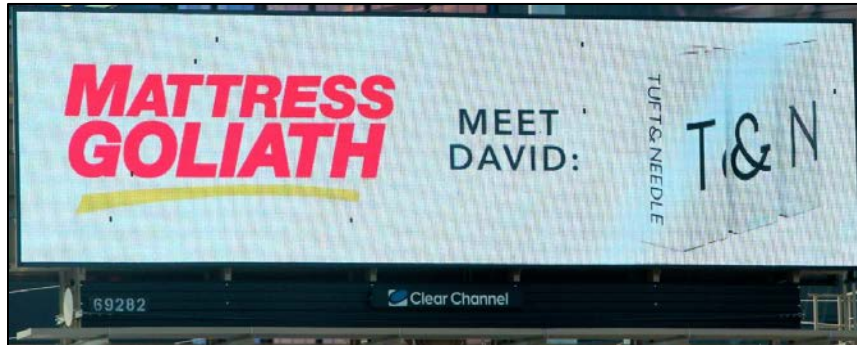 MATTRESS
GOLIATH
MEET
DAVID:
TUFT & NEEDLE
T&N
69282
Clear Channel